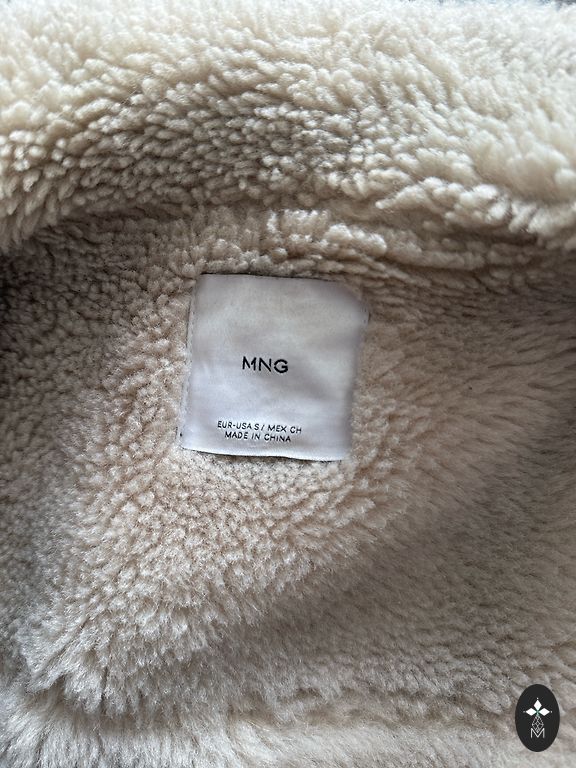 MNG
EUR-USA S / MEX CH
MADE IN CHINA
M